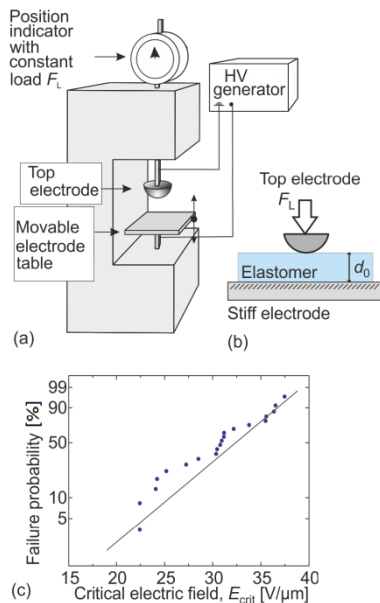 Position
indicator
with
constant
load F_L
(a)
HV
generator
Top
electrode
Movable
electrode
table
Top electrode
F_L
Elastomer
d_0
Stiff electrode
(b)
99
90
50
10
5
Failure probability [%]
15 20 25 30 35 40
Critical electric field, E_crit [V/μm]
(c)